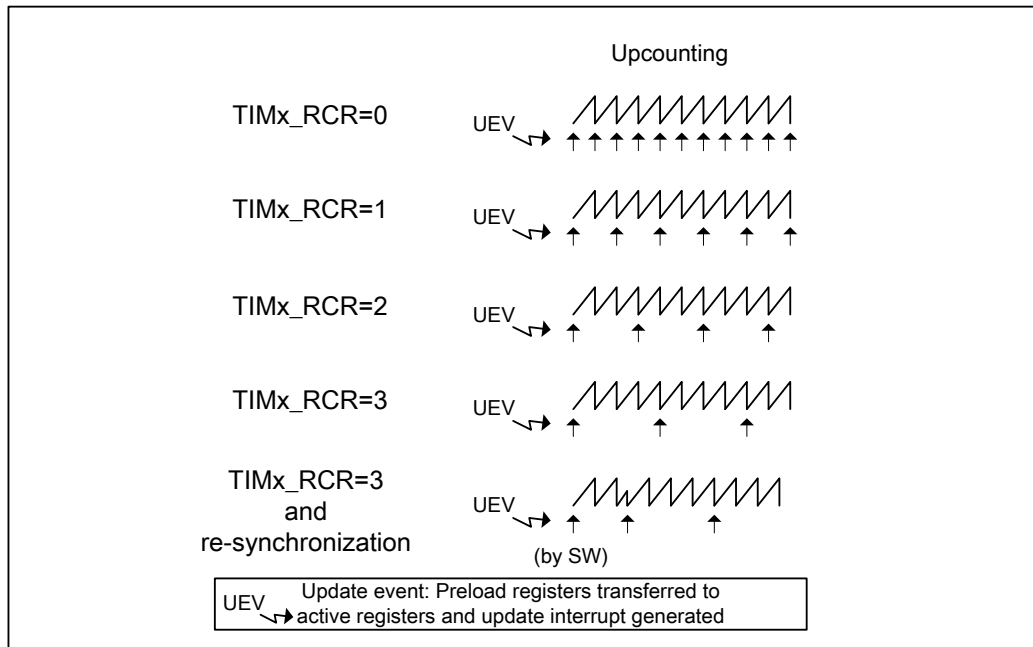 Upcounting
TIMx_RCR=0
UEV
TIMx_RCR=1
UEV
TIMx_RCR=2
UEV
TIMx_RCR=3
UEV
TIMx_RCR=3
and
re-synchronization
UEV
(by SW)
UEV
Update event: Preload registers transferred to
active registers and update interrupt generated